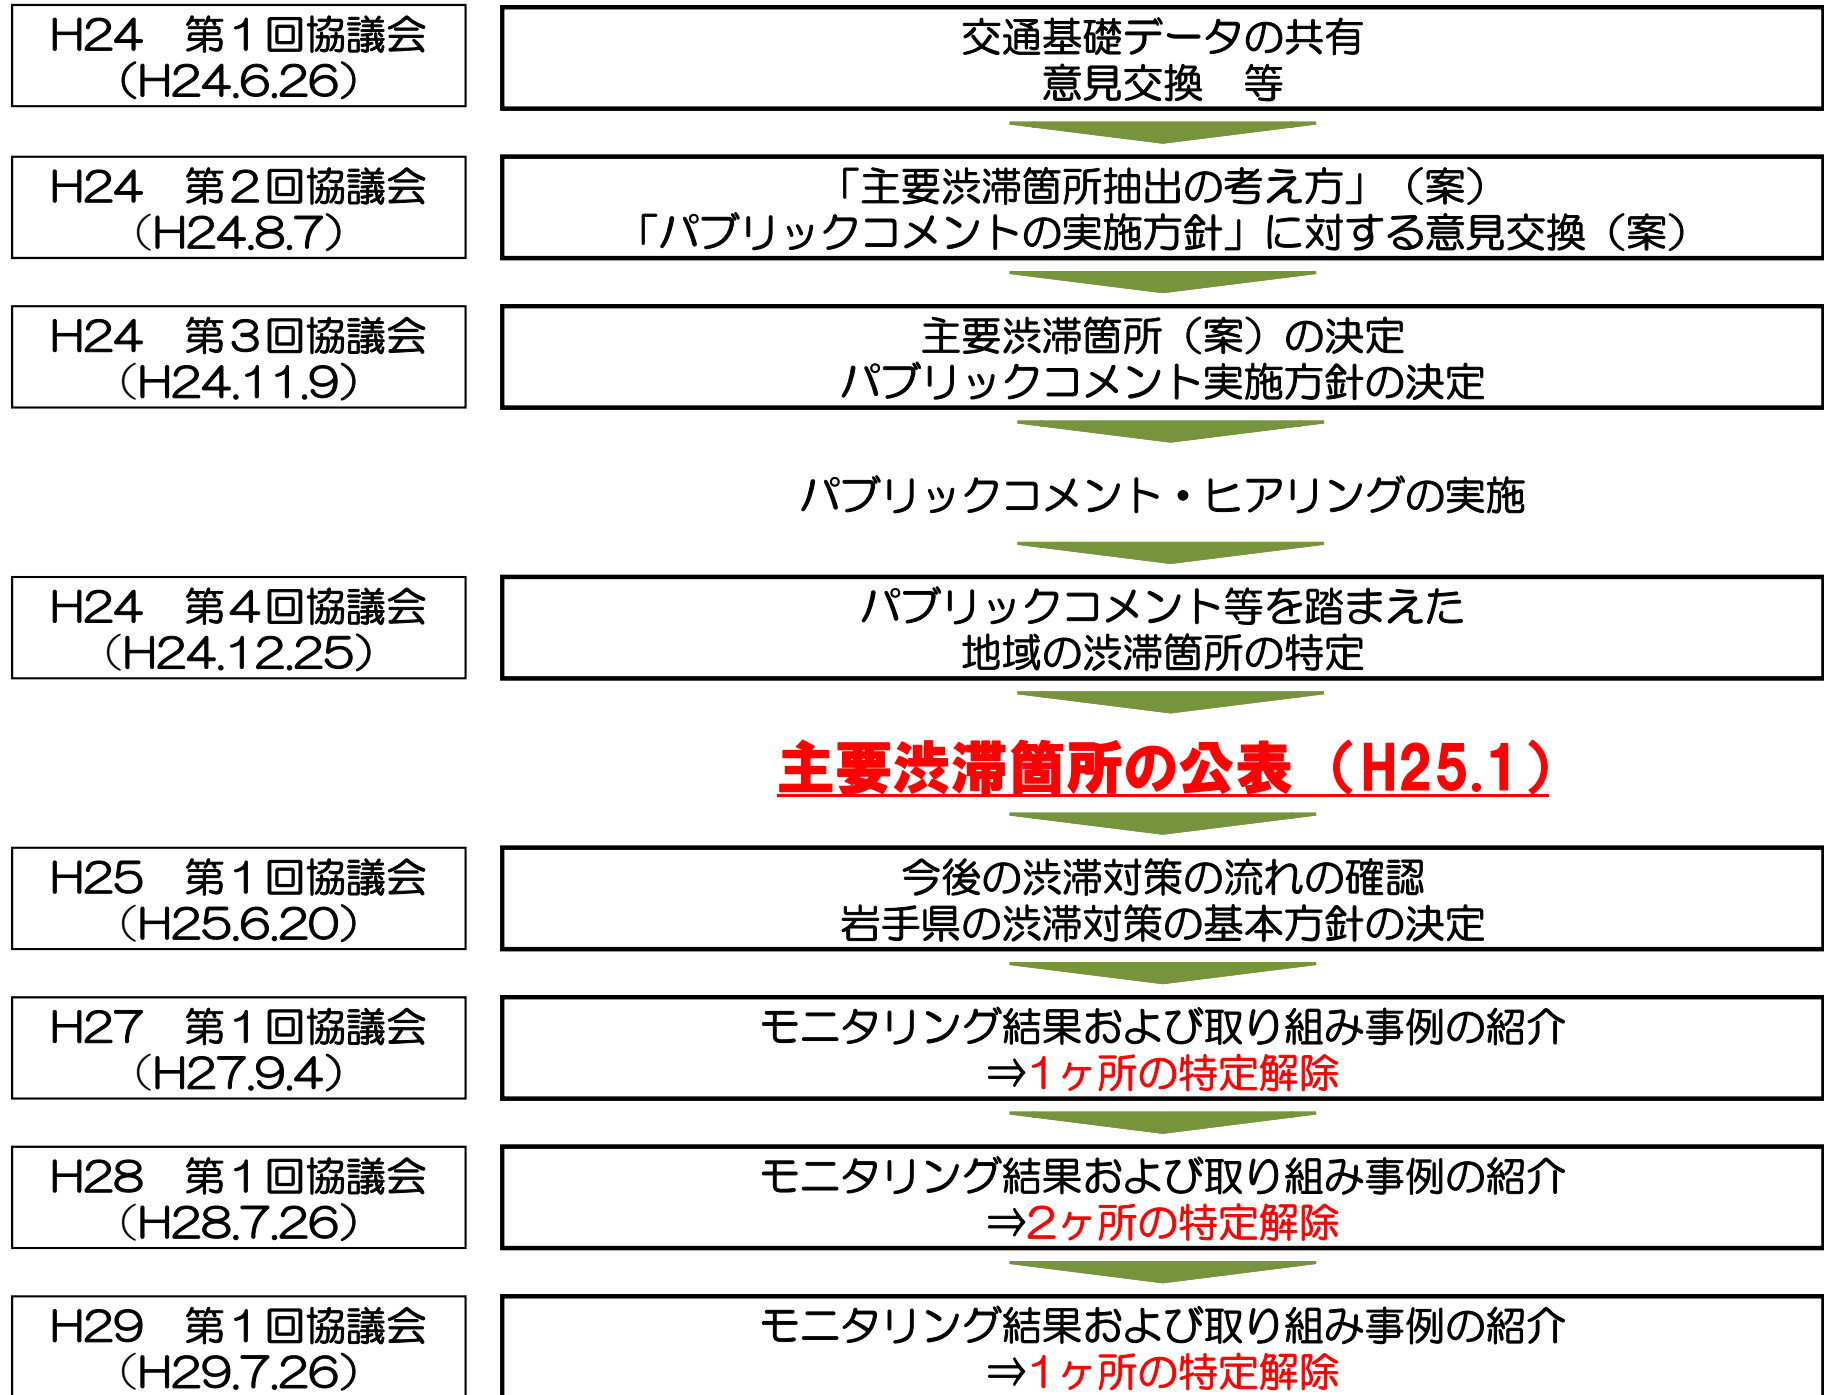 H24　第１回協議会
（H24.6.26）
交通基礎データの共有
意見交換　等
H24　第２回協議会
（H24.8.7）
「主要渋滞箇所抽出の考え方」（案）
「パブリックコメントの実施方針」に対する意見交換（案）
H24　第３回協議会
（H24.11.9）
主要渋滞箇所（案）の決定
パブリックコメント実施方針の決定
パブリックコメント・ヒアリングの実施
H24　第４回協議会
（H24.12.25）
パブリックコメント等を踏まえた
地域の渋滞箇所の特定
主要渋滞箇所の公表（H25.1）
H25　第１回協議会
（H25.6.20）
今後の渋滞対策の流れの確認
岩手県の渋滞対策の基本方針の決定
H27　第１回協議会
（H27.9.4）
モニタリング結果および取り組み事例の紹介
⇒1ヶ所の特定解除
H28　第１回協議会
（H28.7.26）
モニタリング結果および取り組み事例の紹介
⇒2ヶ所の特定解除
H29　第１回協議会
（H29.7.26）
モニタリング結果および取り組み事例の紹介
⇒1ヶ所の特定解除